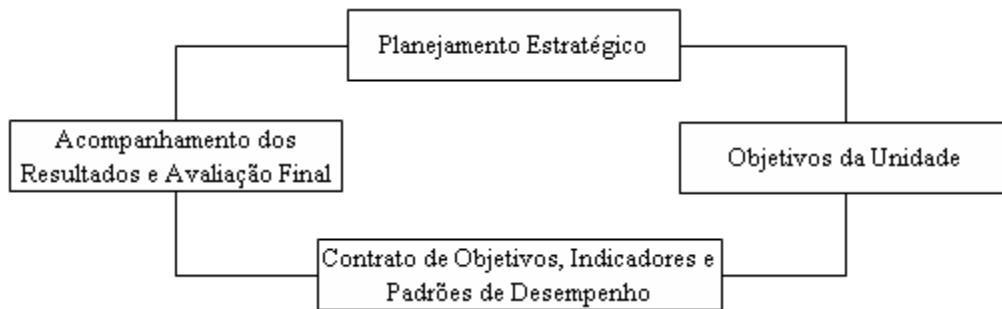 Planejamento Estratégico
Acompanhamento dos
Resultados e Avaliação Final
Objetivos da Unidade
Contrato de Objetivos, Indicadores e
Padrões de Desempenho